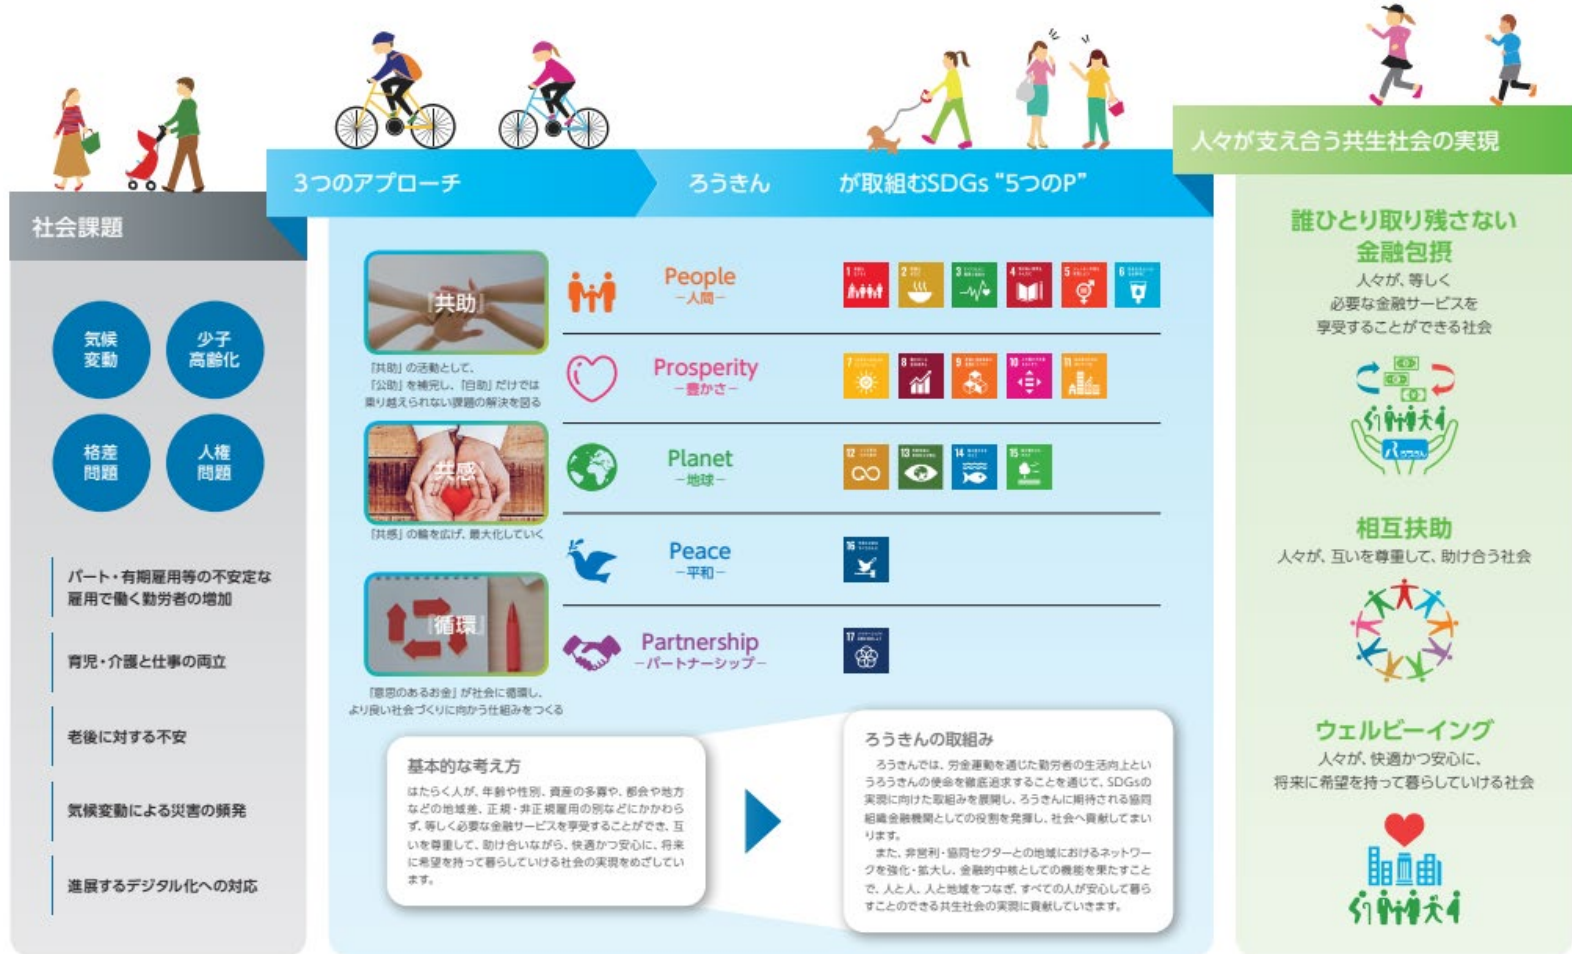 社会課題
気候
変動
少子
高齢化
格差
問題
人権
問題
パート・有期雇用等の不安定な
雇用で働く勤労者の増加
育児・介護と仕事の両立
老後に対する不安
気候変動による災害の頻発
進展するデジタル化への対応
3つのアプローチ
『共助』
「共助」の活動として、
「公助」を補完し、「自助」だけでは
乗り越えられない課題の解決を図る
『共感』
「共感」の輪を広げ、最大化していく
『循環』
「意思のあるお金」が社会に循環し、
より良い社会づくりに向かう仕組みをつくる
ろうきん が取組むSDGs “5つのP”
People
－人間－
1
2
3
4
5
6
Prosperity
－豊かさ－
7
8
9
10
11
Planet
－地球－
12
13
14
15
Peace
－平和－
16
Partnership
－パートナーシップ－
17
基本的な考え方
はたらく人が、年齢や性別、資産の多寡や、都会や地方
などの地域差、正規・非正規雇用の別などにかかわら
ず、等しく必要な金融サービスを享受することができ、互
いを尊重して、助け合いながら、快適かつ安心に、将来
に希望を持って暮らしていける社会の実現をめざしてい
ます。
ろうきんの取組み
ろうきんでは、労金運動を通じた勤労者の生活向上とい
うろうきんの使命を徹底追求することを通じて、SDGsの
実現に向けた取組みを展開し、ろうきんに期待される協同
組織金融機関としての役割を発揮し、社会へ貢献してまい
ります。
また、非営利・協同セクターとの地域におけるネットワー
クを強化・拡大し、金融的中核としての機能を果たすこと
で、人と人、人と地域をつなぎ、すべての人が安心して暮ら
すことのできる共生社会の実現に貢献していきます。
人々が支え合う共生社会の実現
誰ひとり取り残さない
金融包摂
人々が、等しく
必要な金融サービスを
享受することができる社会
ろうきん
相互扶助
人々が、互いを尊重して、助け合う社会
ウェルビーイング
人々が、快適かつ安心に、
将来に希望を持って暮らしていける社会